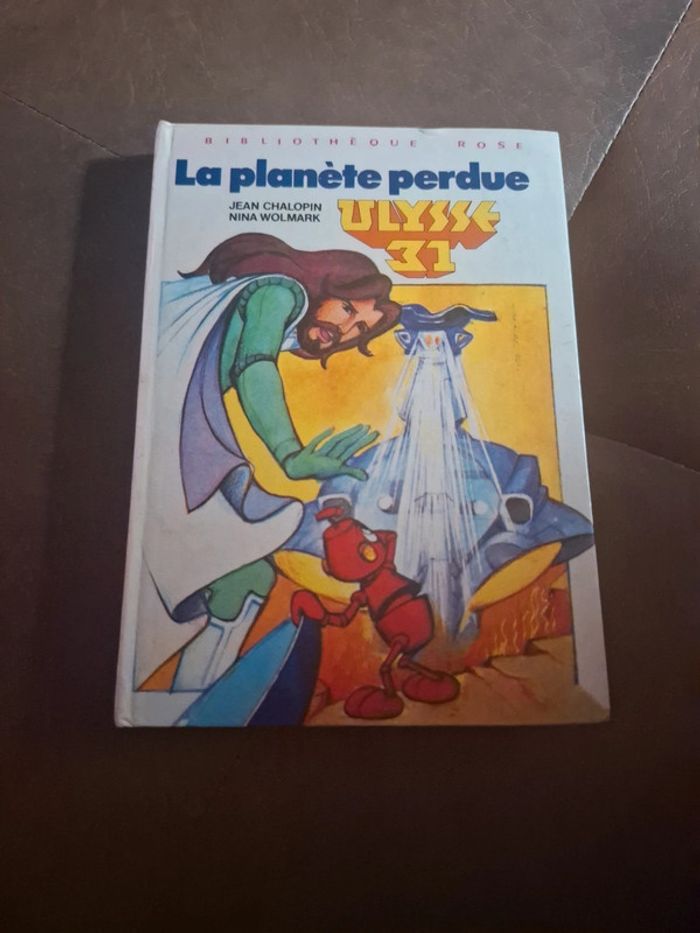 BIBLIOTHÈQUE ROSE
La planète perdue
JEAN CHALOPIN
NINA WOLMARK
ULYSSE
31